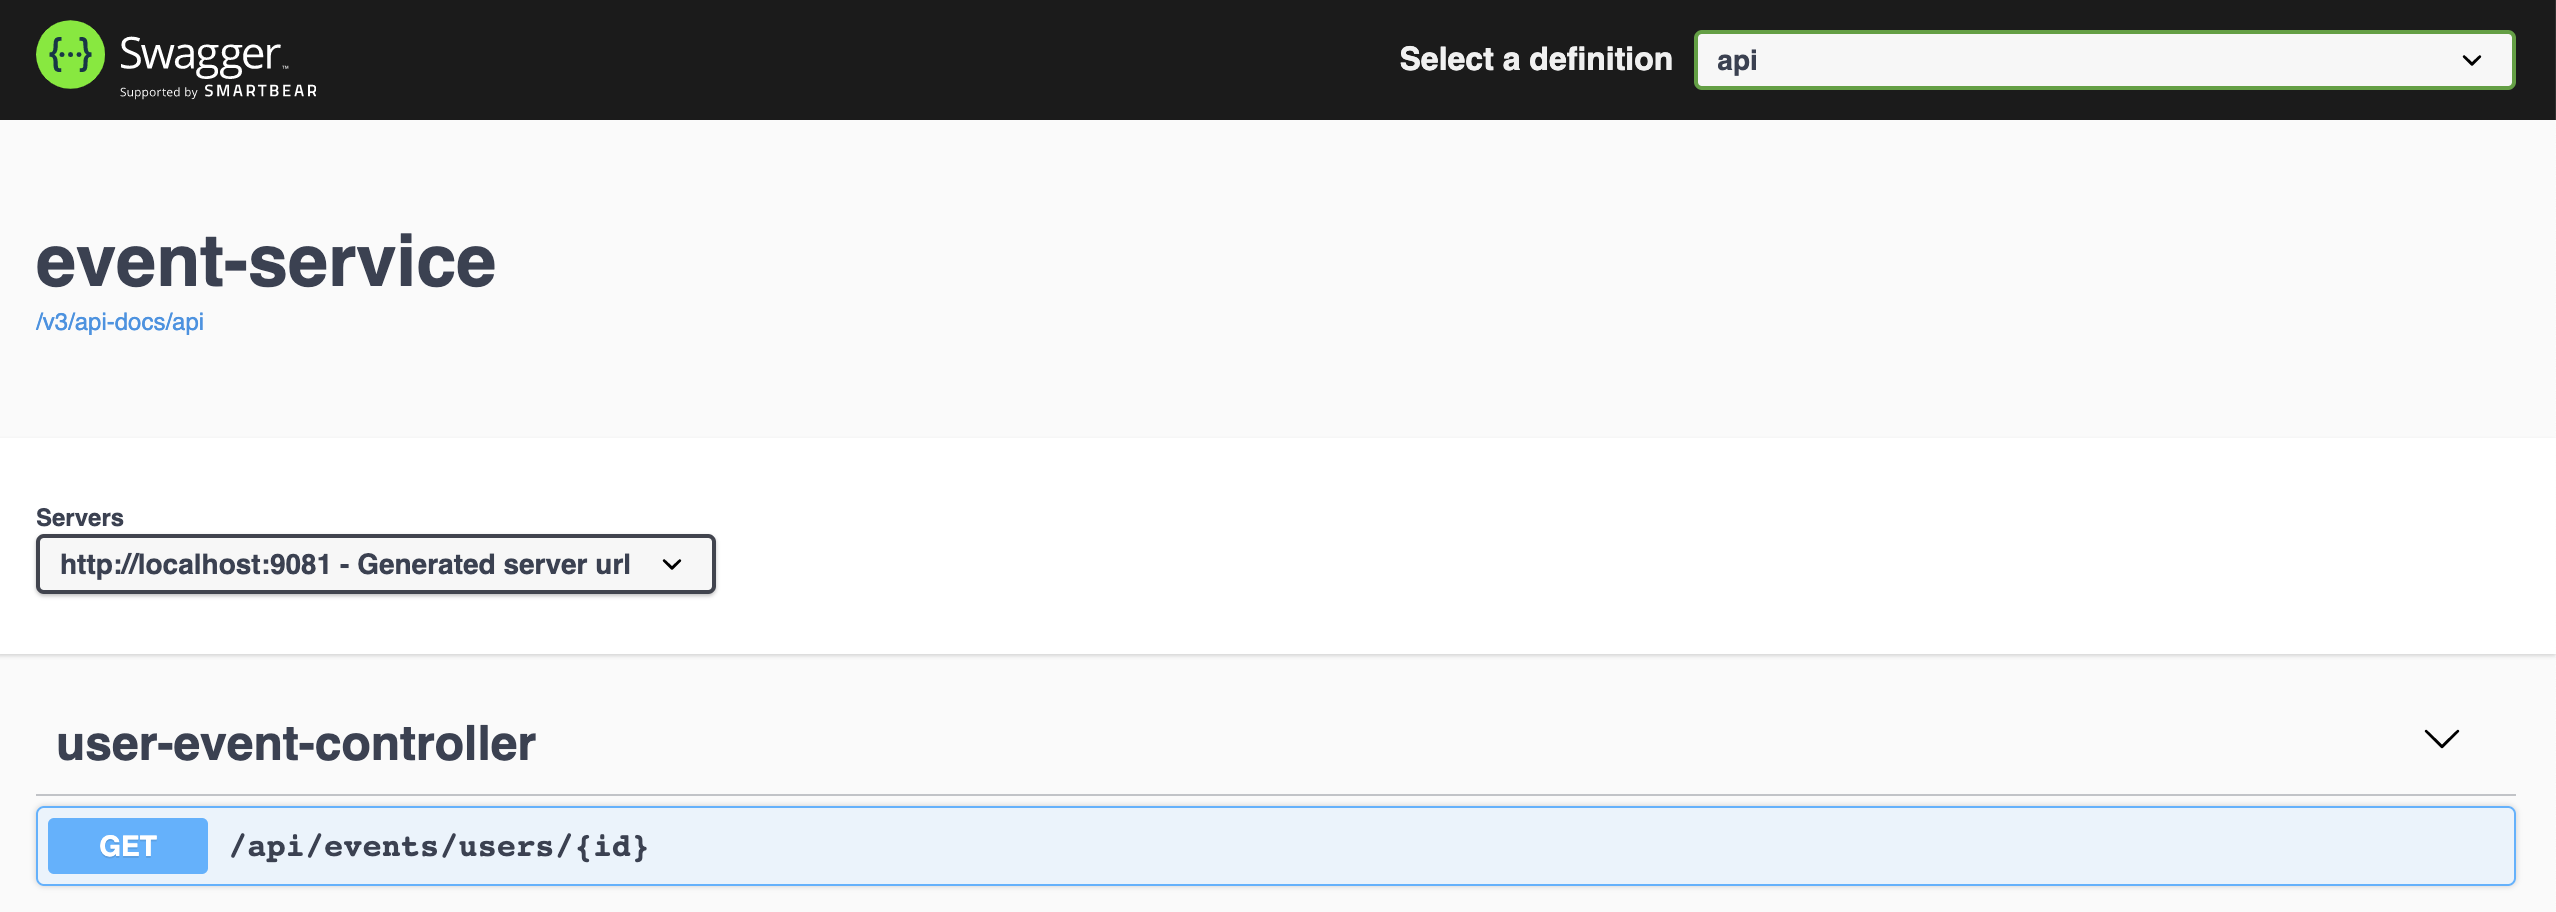 {···} Swagger™
Supported by SMARTBEAR
Select a definition
api
event-service
/v3/api-docs/api
Servers
http://localhost:9081 - Generated server url
user-event-controller
GET /api/events/users/{id}